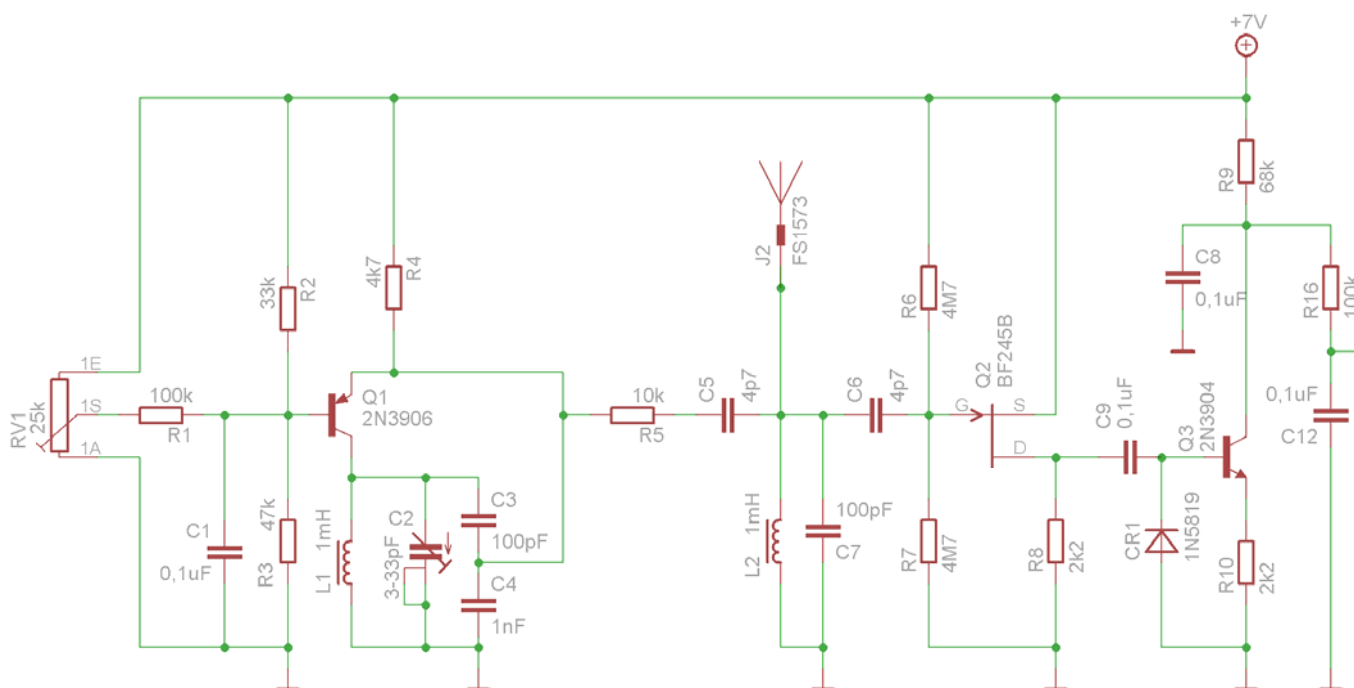 +7V
R9
68k
J2
FS1573
33k
R2
4k7
R4
R6
4M7
C8
0,1uF
R16
100k
1E
RV1
25k
1S
1A
100k
R1
Q1
2N3906
10k
R5
C5
4p7
C6
4p7
Q2
BF245B
G
S
D
C9
0,1uF
Q3
2N3904
0,1uF
C12
C1
0,1uF
47k
R3
L1
1mH
C2
3-33pF
C3
100pF
C4
1nF
L2
1mH
100pF
C7
R7
4M7
R8
2k2
CR1
1N5819
R10
2k2